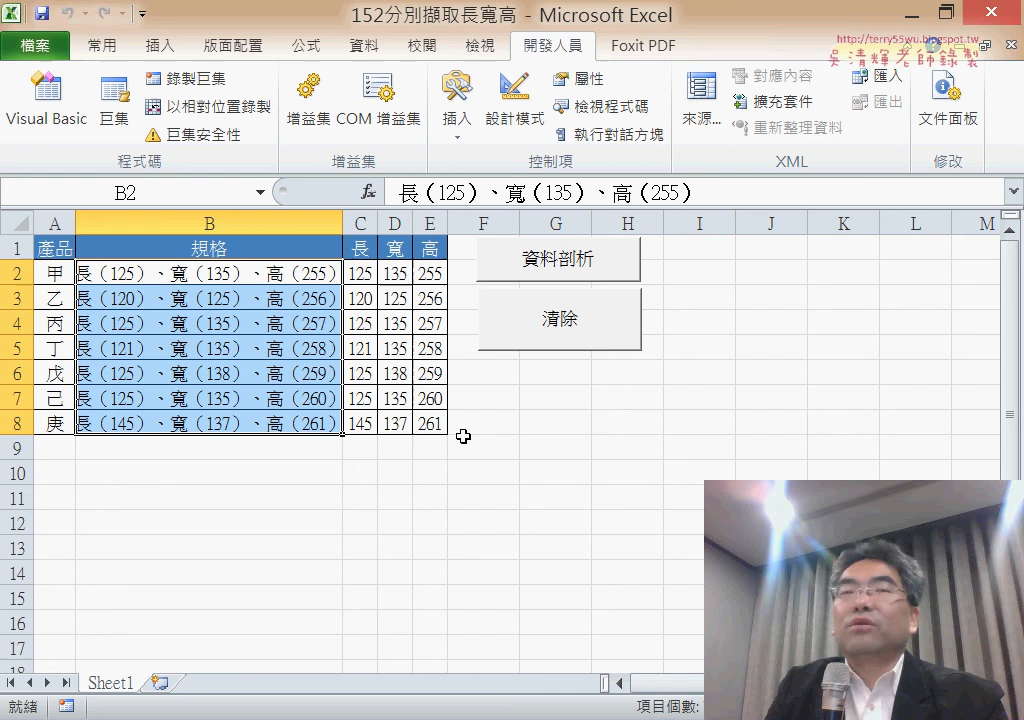 152分別擷取長寬高 - Microsoft Excel
檔案 常用 插入 版面配置 公式 資料 校閱 檢視 開發人員 Foxit PDF
http://terry55wu.blogspot.tw
吳清輝老師錄製
Visual Basic 巨集 錄製巨集 以相對位置錄製 巨集安全性 程式碼
增益集 COM 增益集 增益集
插入 設計模式 屬性 檢視程式碼 執行對話方塊 控制項
來源... 對應內容 擴充套件 重新整理資料 匯入 匯出 XML
文件面板 修改
B2 fx 長（125）、寬（135）、高（255）
A B C D E F G H I J K L M
1 產品 規格 長 寬 高
2 甲 長（125）、寬（135）、高（255） 125 135 255
3 乙 長（120）、寬（125）、高（256） 120 125 256
4 丙 長（125）、寬（135）、高（257） 125 135 257
5 丁 長（121）、寬（135）、高（258） 121 135 258
6 戊 長（125）、寬（138）、高（259） 125 138 259
7 己 長（125）、寬（135）、高（260） 125 135 260
8 庚 長（145）、寬（137）、高（261） 145 137 261
資料剖析
清除
9
10
11
12
13
14
15
16
17
18
Sheet1
就緒 項目個數: